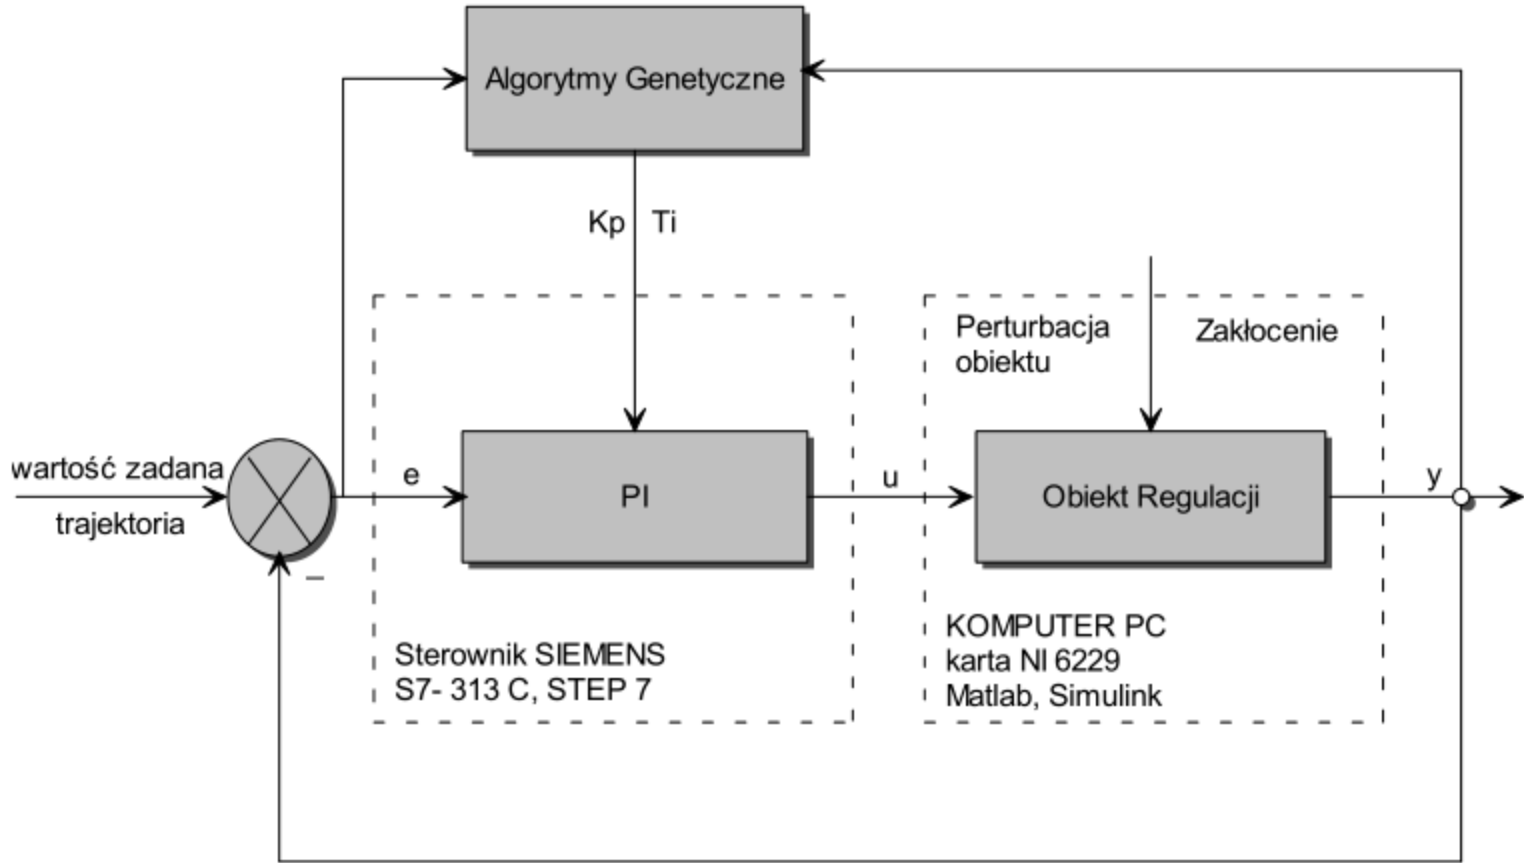 Algorytmy Genetyczne
Kp Ti
Perturbacja
obiektu
Zakłocenie
wartość zadana
trajektoria
e
PI
u
Obiekt Regulacji
y
–
Sterownik SIEMENS
S7- 313 C, STEP 7
KOMPUTER PC
karta NI 6229
Matlab, Simulink